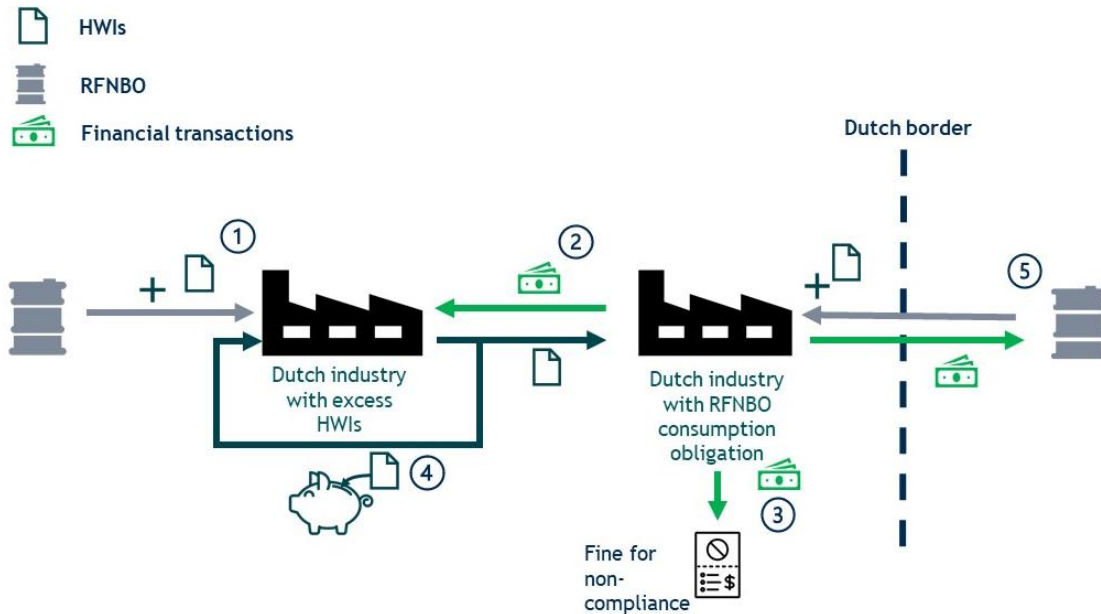 HWIs
RFNBO
Financial transactions
Dutch border
1
2
5
+
+
Dutch industry
with excess
HWIs
Dutch industry
with RFNBO
consumption
obligation
4
3
Fine for
non-
compliance
$